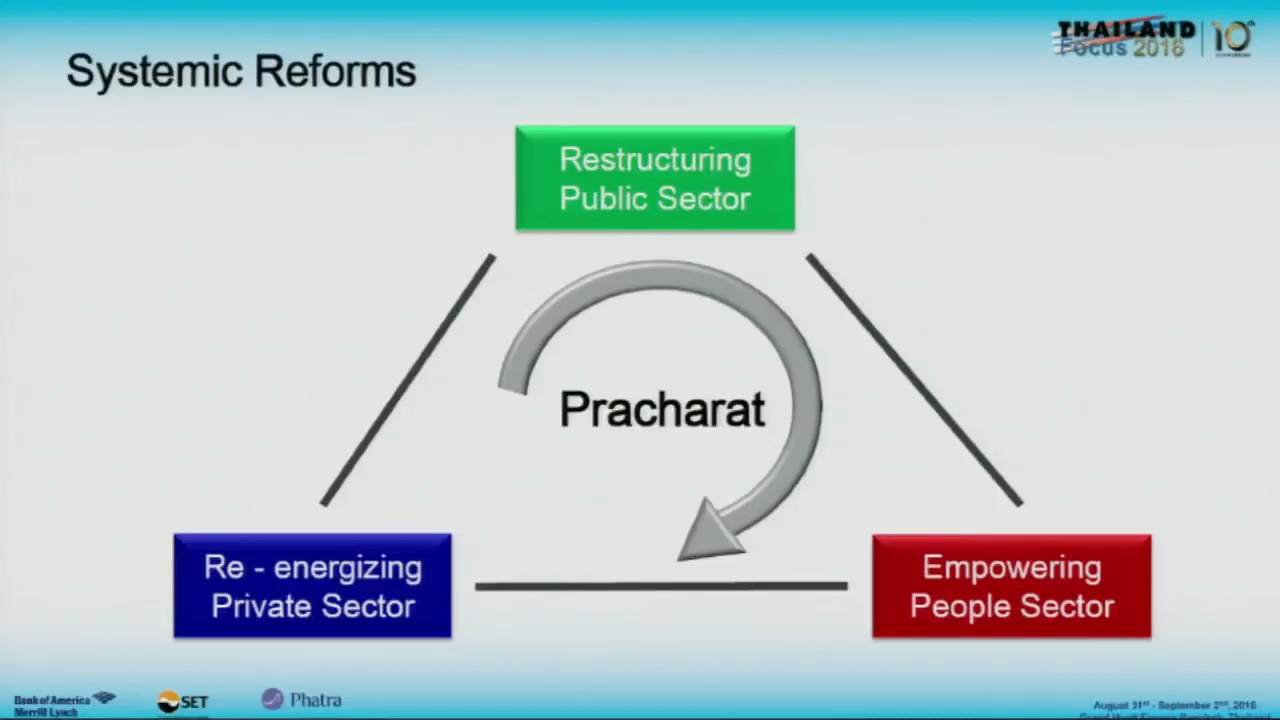 Systemic Reforms
THAILAND
Focus 2016
10th
Restructuring
Public Sector
Pracharat
Re - energizing
Private Sector
Empowering
People Sector
Bank of America
Merrill Lynch
SET
Phatra
August 31st - September 2nd, 2016